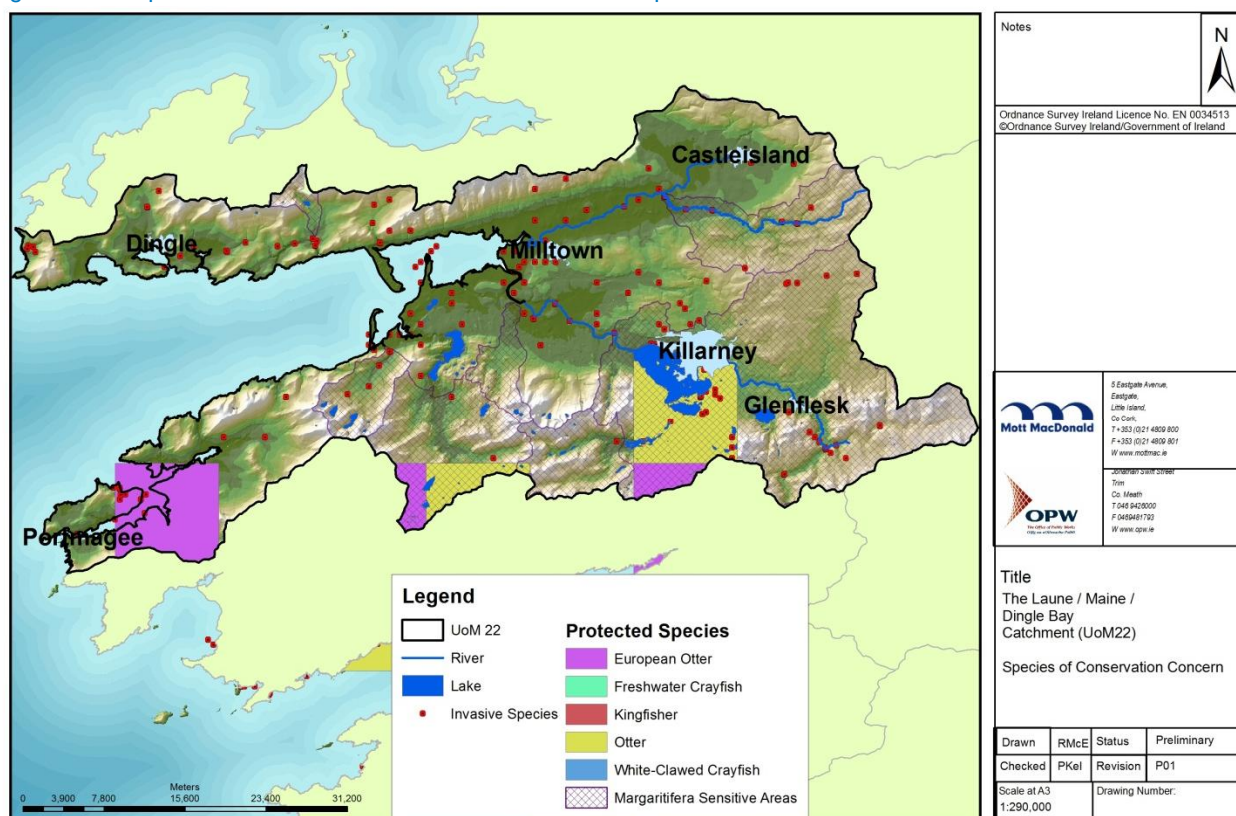 Castleisland
Dingle
Milltown
Killarney
Glenflesk
Portmagee
Legend
UoM 22
River
Lake
Invasive Species
Protected Species
European Otter
Freshwater Crayfish
Kingfisher
Otter
White-Clawed Crayfish
Margaritifera Sensitive Areas
Meters
0 3,900 7,800 15,600 23,400 31,200
Notes
N
Ordnance Survey Ireland Licence No. EN 0034513
©Ordnance Survey Ireland/Government of Ireland
Mott MacDonald
5 Eastgate Avenue,
Eastgate,
Little Island,
Co Cork,
T +353 (0)21 4809 800
F +353 (0)21 4809 801
W www.mottmac.ie
OPW
The Office of Public Works
Jonathan Swift Street
Trim
Co. Meath
T 046 9426000
F 0469481793
W www.opw.ie
Title
The Laune / Maine /
Dingle Bay
Catchment (UoM22)
Species of Conservation Concern
Drawn RMcE Status Preliminary
Checked PKel Revision P01
Scale at A3
1:290,000
Drawing Number: